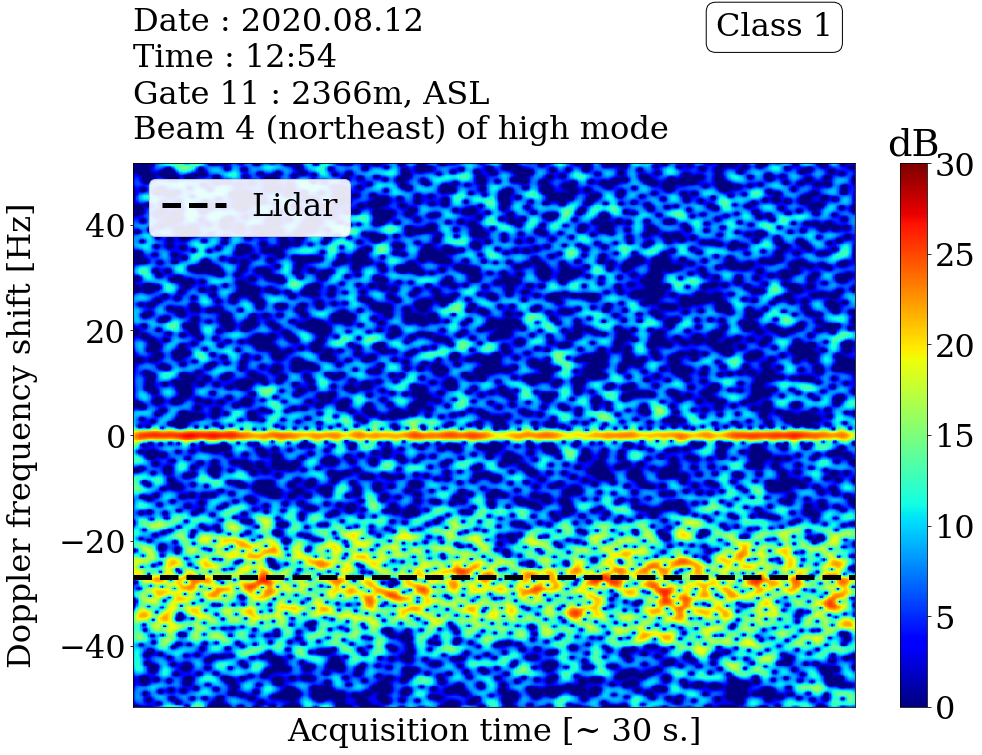 Date : 2020.08.12
Time : 12:54
Gate 11 : 2366m, ASL
Beam 4 (northeast) of high mode
Class 1
dB
Lidar
Doppler frequency shift [Hz]
40
20
0
−20
−40
30
25
20
15
10
5
0
Acquisition time [~ 30 s.]